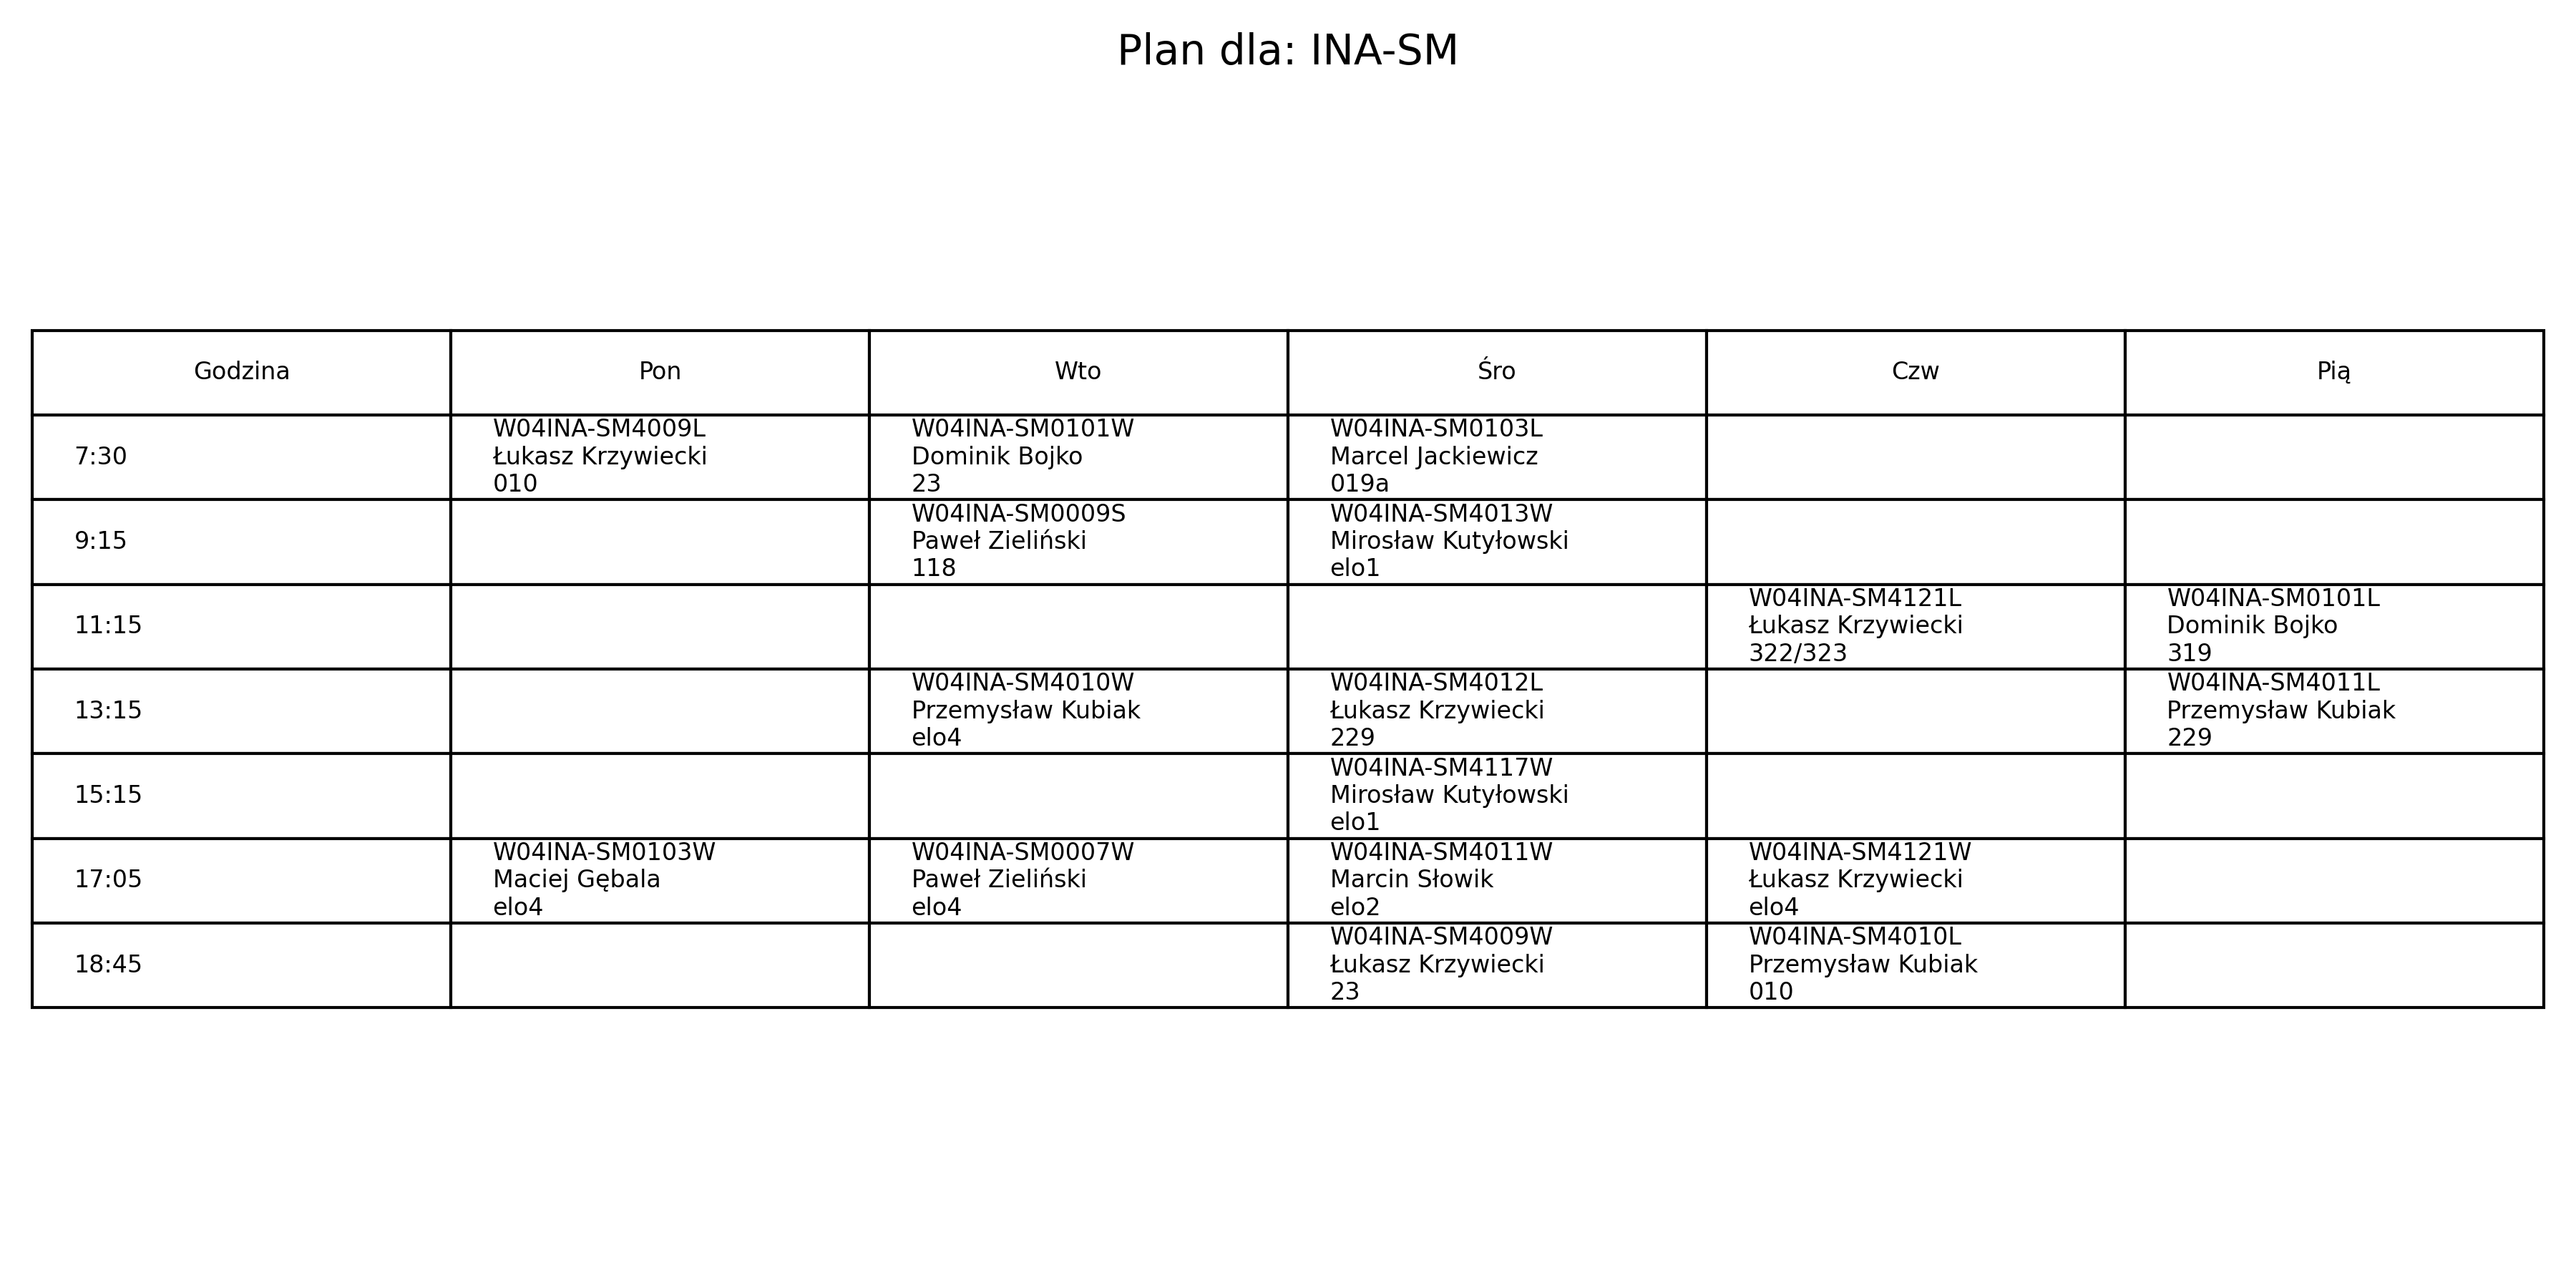 Plan dla: INA-SM
Godzina
Pon
Wto
Śro
Czw
Pią
7:30
W04INA-SM4009L
Łukasz Krzywiecki
010
W04INA-SM0101W
Dominik Bojko
23
W04INA-SM0103L
Marcel Jackiewicz
019a
9:15
W04INA-SM0009S
Paweł Zieliński
118
W04INA-SM4013W
Mirosław Kutyłowski
elo1
11:15
W04INA-SM4121L
Łukasz Krzywiecki
322/323
W04INA-SM0101L
Dominik Bojko
319
13:15
W04INA-SM4010W
Przemysław Kubiak
elo4
W04INA-SM4012L
Łukasz Krzywiecki
229
W04INA-SM4011L
Przemysław Kubiak
229
15:15
W04INA-SM4117W
Mirosław Kutyłowski
elo1
17:05
W04INA-SM0103W
Maciej Gębala
elo4
W04INA-SM0007W
Paweł Zieliński
elo4
W04INA-SM4011W
Marcin Słowik
elo2
W04INA-SM4121W
Łukasz Krzywiecki
elo4
18:45
W04INA-SM4009W
Łukasz Krzywiecki
23
W04INA-SM4010L
Przemysław Kubiak
010